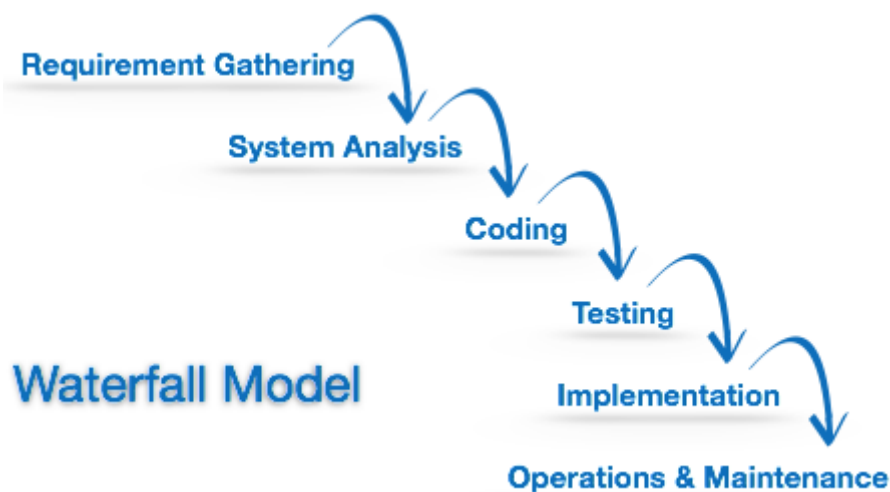 Requirement Gathering
System Analysis
Coding
Testing
Waterfall Model
Implementation
Operations & Maintenance